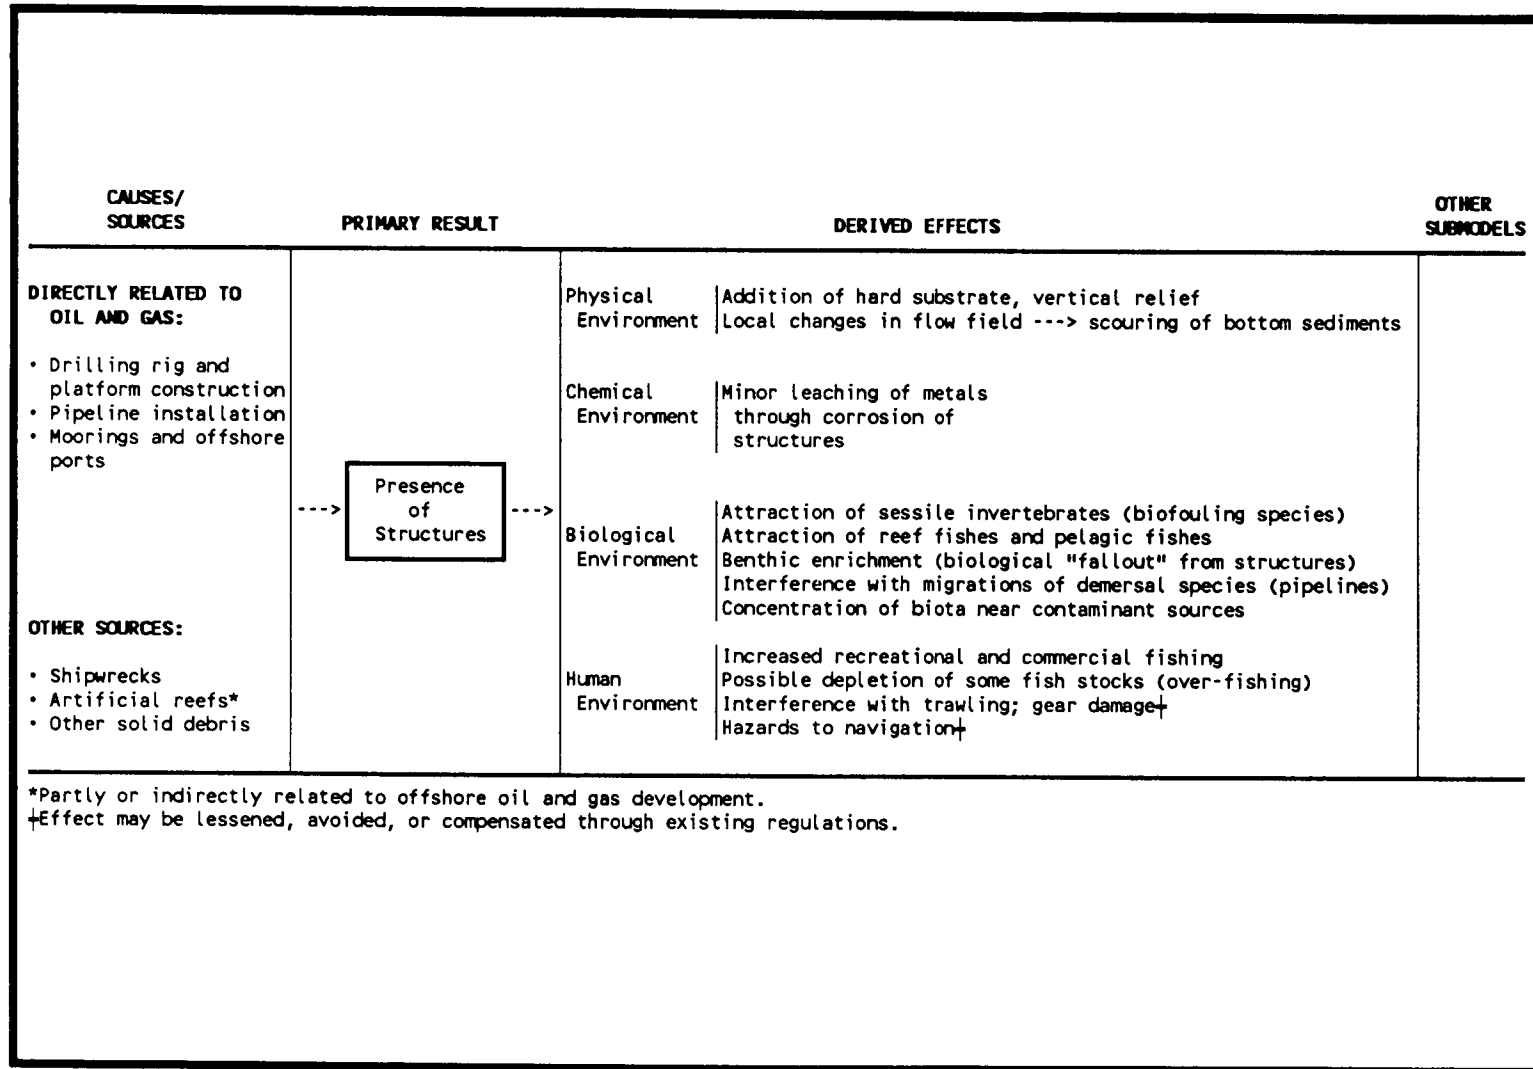 CAUSES/
SOURCES
PRIMARY RESULT
DERIVED EFFECTS
OTHER
SUBMODELS
DIRECTLY RELATED TO
OIL AND GAS:
• Drilling rig and
platform construction
• Pipeline installation
• Moorings and offshore
ports
OTHER SOURCES:
• Shipwrecks
• Artificial reefs*
• Other solid debris
--->
Presence
of
Structures
--->
Physical
Environment
Addition of hard substrate, vertical relief
Local changes in flow field ---> scouring of bottom sediments
Chemical
Environment
Minor leaching of metals
through corrosion of
structures
Biological
Environment
Attraction of sessile invertebrates (biofouling species)
Attraction of reef fishes and pelagic fishes
Benthic enrichment (biological "fallout" from structures)
Interference with migrations of demersal species (pipelines)
Concentration of biota near contaminant sources
Human
Environment
Increased recreational and commercial fishing
Possible depletion of some fish stocks (over-fishing)
Interference with trawling; gear damage‡
Hazards to navigation‡
*Partly or indirectly related to offshore oil and gas development.
‡Effect may be lessened, avoided, or compensated through existing regulations.